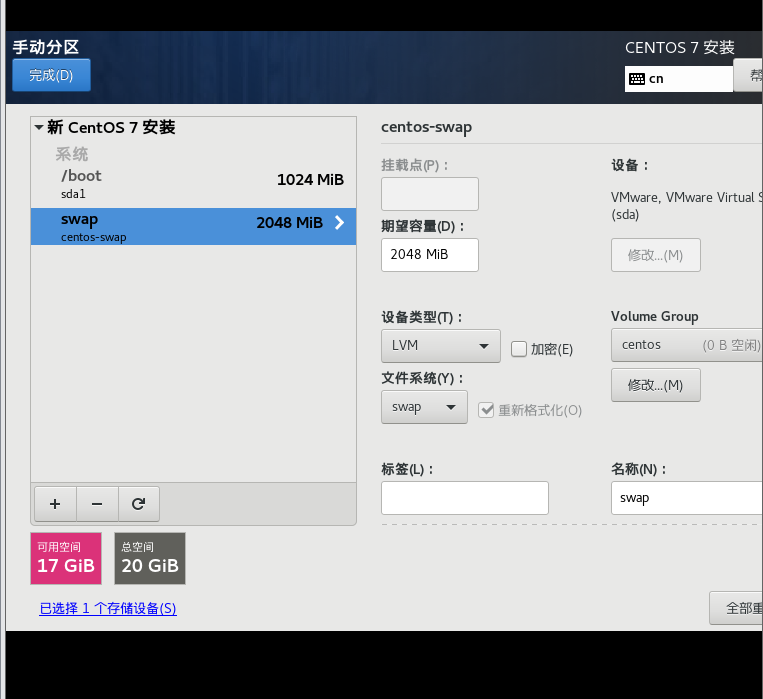 手动分区
CENTOS 7 安装
完成(D)
cn
帮
新 CentOS 7 安装
系统
/boot
1024 MiB
sda1
swap
2048 MiB
centos-swap
centos-swap
挂载点(P)：
设备：
VMware, VMware Virtual S
(sda)
期望容量(D)：
2048 MiB
修改...(M)
设备类型(T)：
Volume Group
LVM
加密(E)
centos
(0 B 空闲)
文件系统(Y)：
修改...(M)
swap
重新格式化(O)
标签(L)：
名称(N)：
swap
可用空间
17 GiB
总空间
20 GiB
已选择 1 个存储设备(S)
全部重